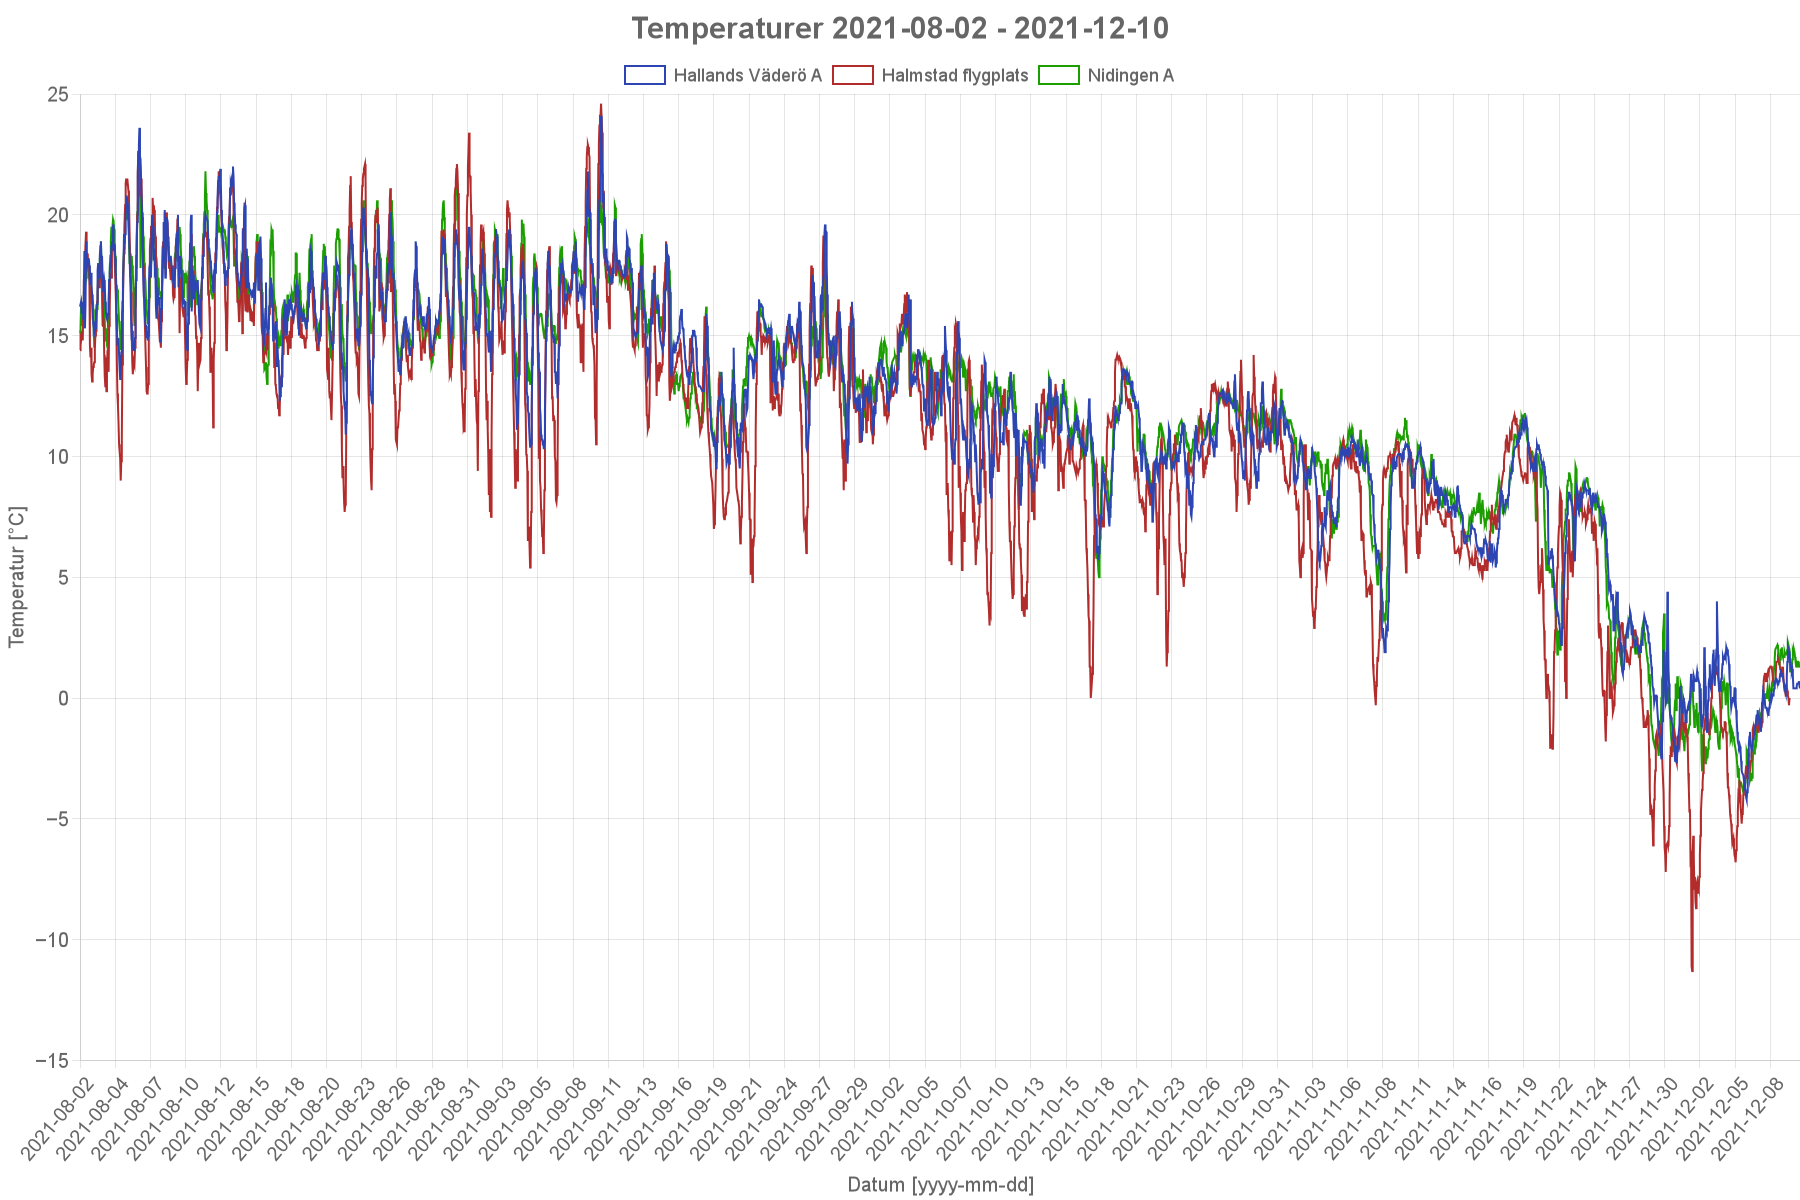 Temperaturer 2021-08-02 - 2021-12-10
Hallands Väderö A Halmstad flygplats Nidingen A
25
20
15
10
5
0
−5
−10
−15
Temperatur [°C]
2021-08-02 2021-08-04 2021-08-07 2021-08-10 2021-08-12 2021-08-15 2021-08-18 2021-08-20 2021-08-23 2021-08-26 2021-08-28 2021-08-31 2021-09-03 2021-09-05 2021-09-08 2021-09-11 2021-09-13 2021-09-16 2021-09-19 2021-09-21 2021-09-24 2021-09-27 2021-09-29 2021-10-02 2021-10-05 2021-10-07 2021-10-10 2021-10-13 2021-10-15 2021-10-18 2021-10-21 2021-10-23 2021-10-26 2021-10-29 2021-10-31 2021-11-03 2021-11-06 2021-11-08 2021-11-11 2021-11-14 2021-11-16 2021-11-19 2021-11-22 2021-11-24 2021-11-27 2021-11-30 2021-12-02 2021-12-05 2021-12-08
Datum [yyyy-mm-dd]